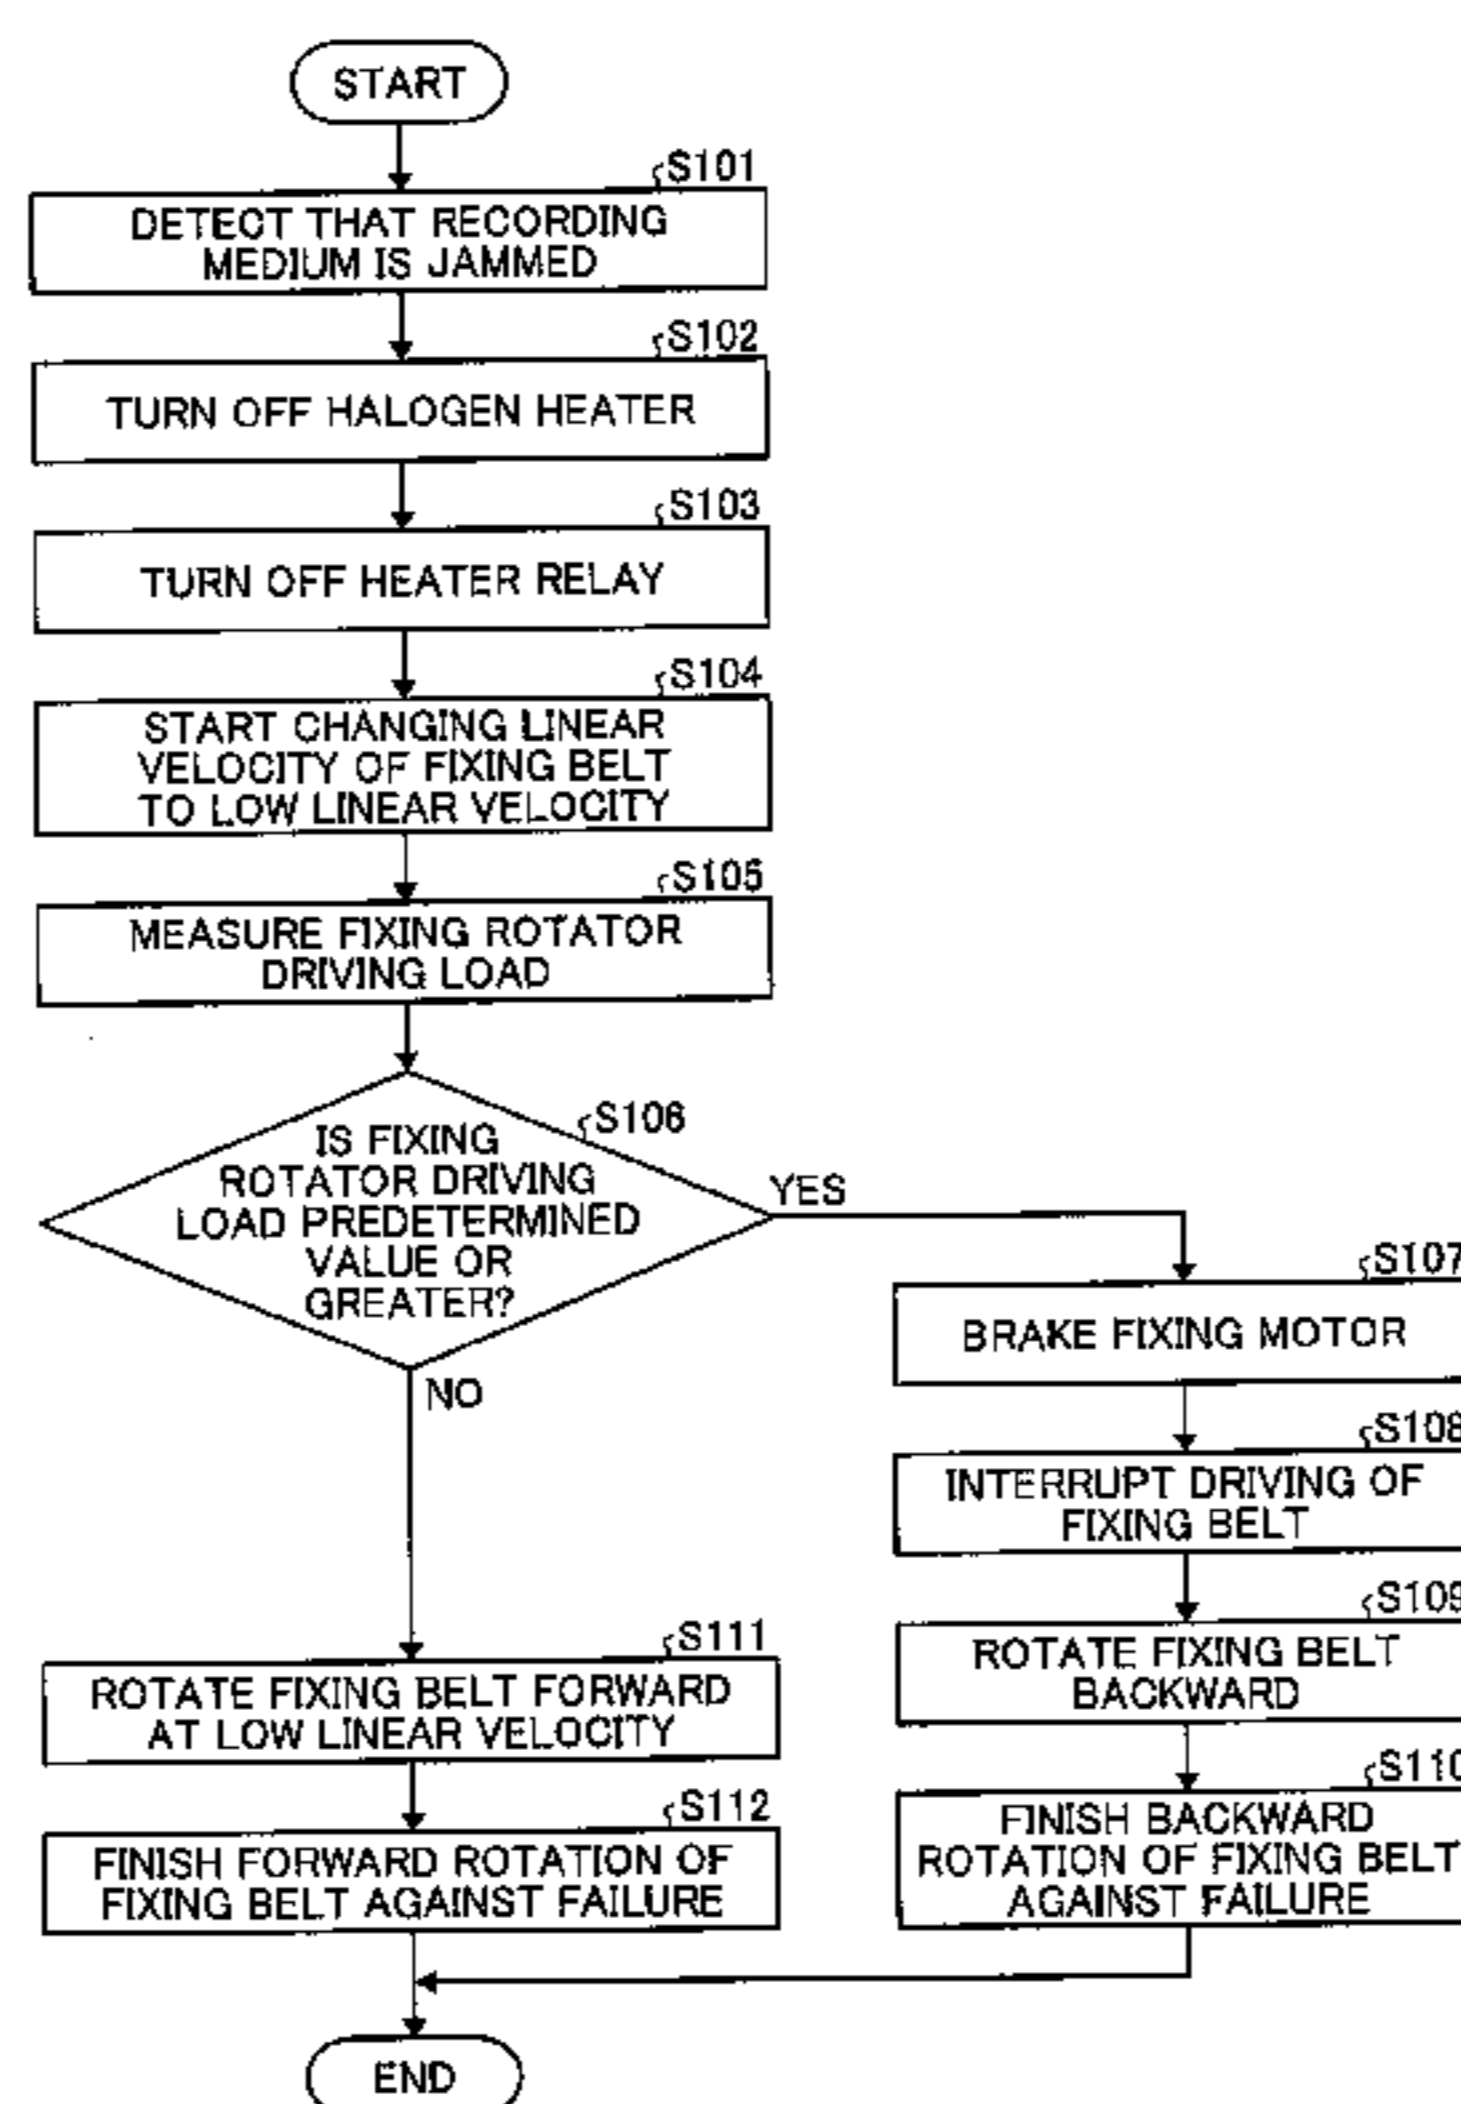 START
S101
DETECT THAT RECORDING
MEDIUM IS JAMMED
S102
TURN OFF HALOGEN HEATER
S103
TURN OFF HEATER RELAY
S104
START CHANGING LINEAR
VELOCITY OF FIXING BELT
TO LOW LINEAR VELOCITY
S105
MEASURE FIXING ROTATOR
DRIVING LOAD
S106
IS FIXING
ROTATOR DRIVING
LOAD PREDETERMINED
VALUE OR
GREATER?
YES
NO
S107
BRAKE FIXING MOTOR
S108
INTERRUPT DRIVING OF
FIXING BELT
S109
ROTATE FIXING BELT
BACKWARD
S110
FINISH BACKWARD
ROTATION OF FIXING BELT
AGAINST FAILURE
S111
ROTATE FIXING BELT FORWARD
AT LOW LINEAR VELOCITY
S112
FINISH FORWARD ROTATION OF
FIXING BELT AGAINST FAILURE
END